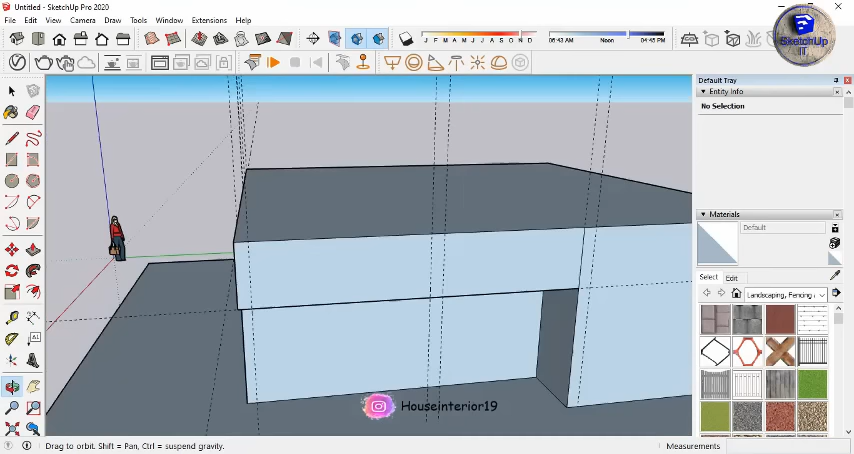 Untitled - SketchUp Pro 2020
File Edit View Camera Draw Tools Window Extensions Help
J F M A M J J A S O N D 06:43 AM Noon 04:45 PM
SketchUp
IT
Default Tray
Entity Info
No Selection
Materials
Default
Select Edit
Landscaping, Fencing
A1
Houseinterior19
Drag to orbit. Shift = Pan, Ctrl = suspend gravity.
Measurements